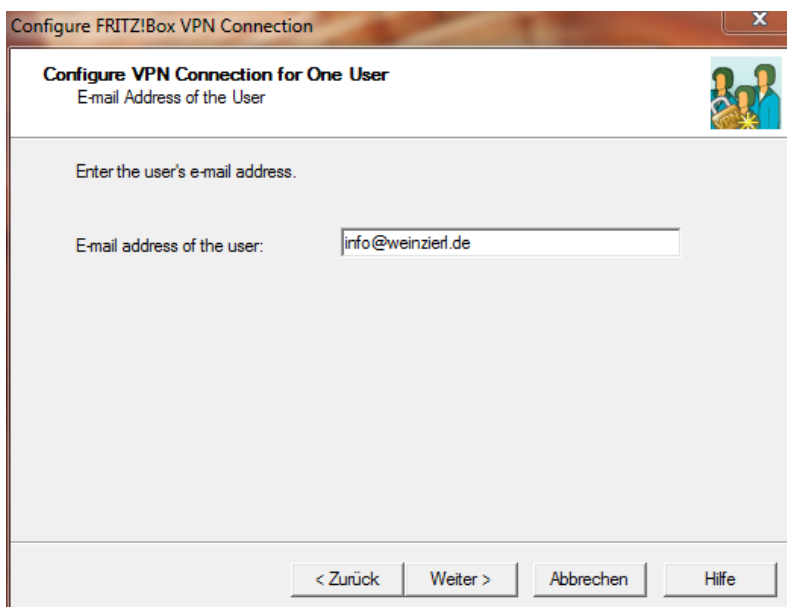 Configure FRITZ!Box VPN Connection
Configure VPN Connection for One User
E-mail Address of the User
Enter the user's e-mail address.
E-mail address of the user: info@weinzierl.de
< Zurück Weiter > Abbrechen Hilfe